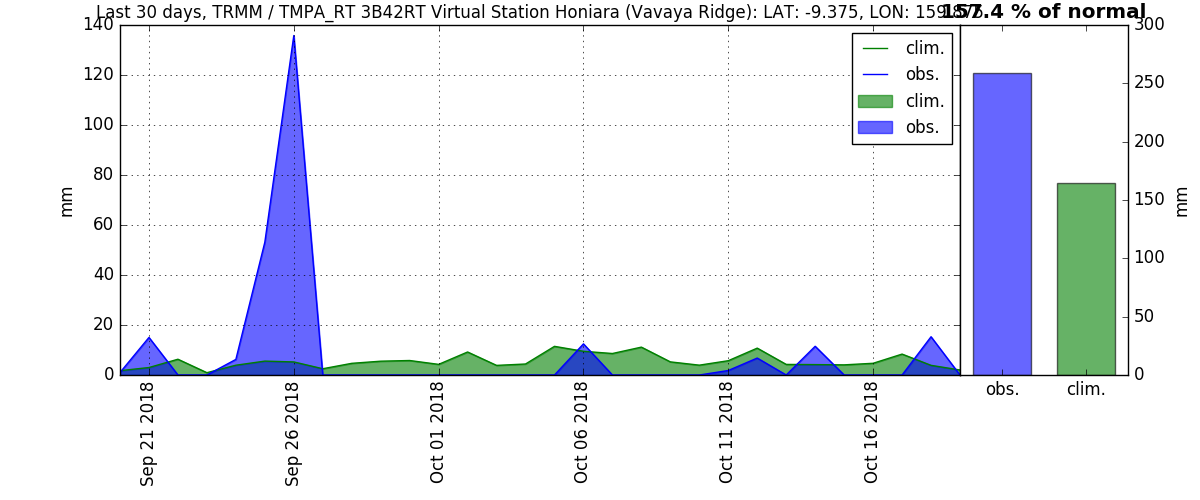 Last 30 days, TRMM / TMPA_RT 3B42RT Virtual Station Honiara (Vavaya Ridge): LAT: -9.375, LON:
157.4 % of normal
140
120
100
80
60
40
20
0
mm
clim.
obs.
clim.
obs.
Sep 21 2018
Sep 26 2018
Oct 01 2018
Oct 06 2018
Oct 11 2018
Oct 16 2018
300
250
200
150
100
50
0
mm
obs.
clim.